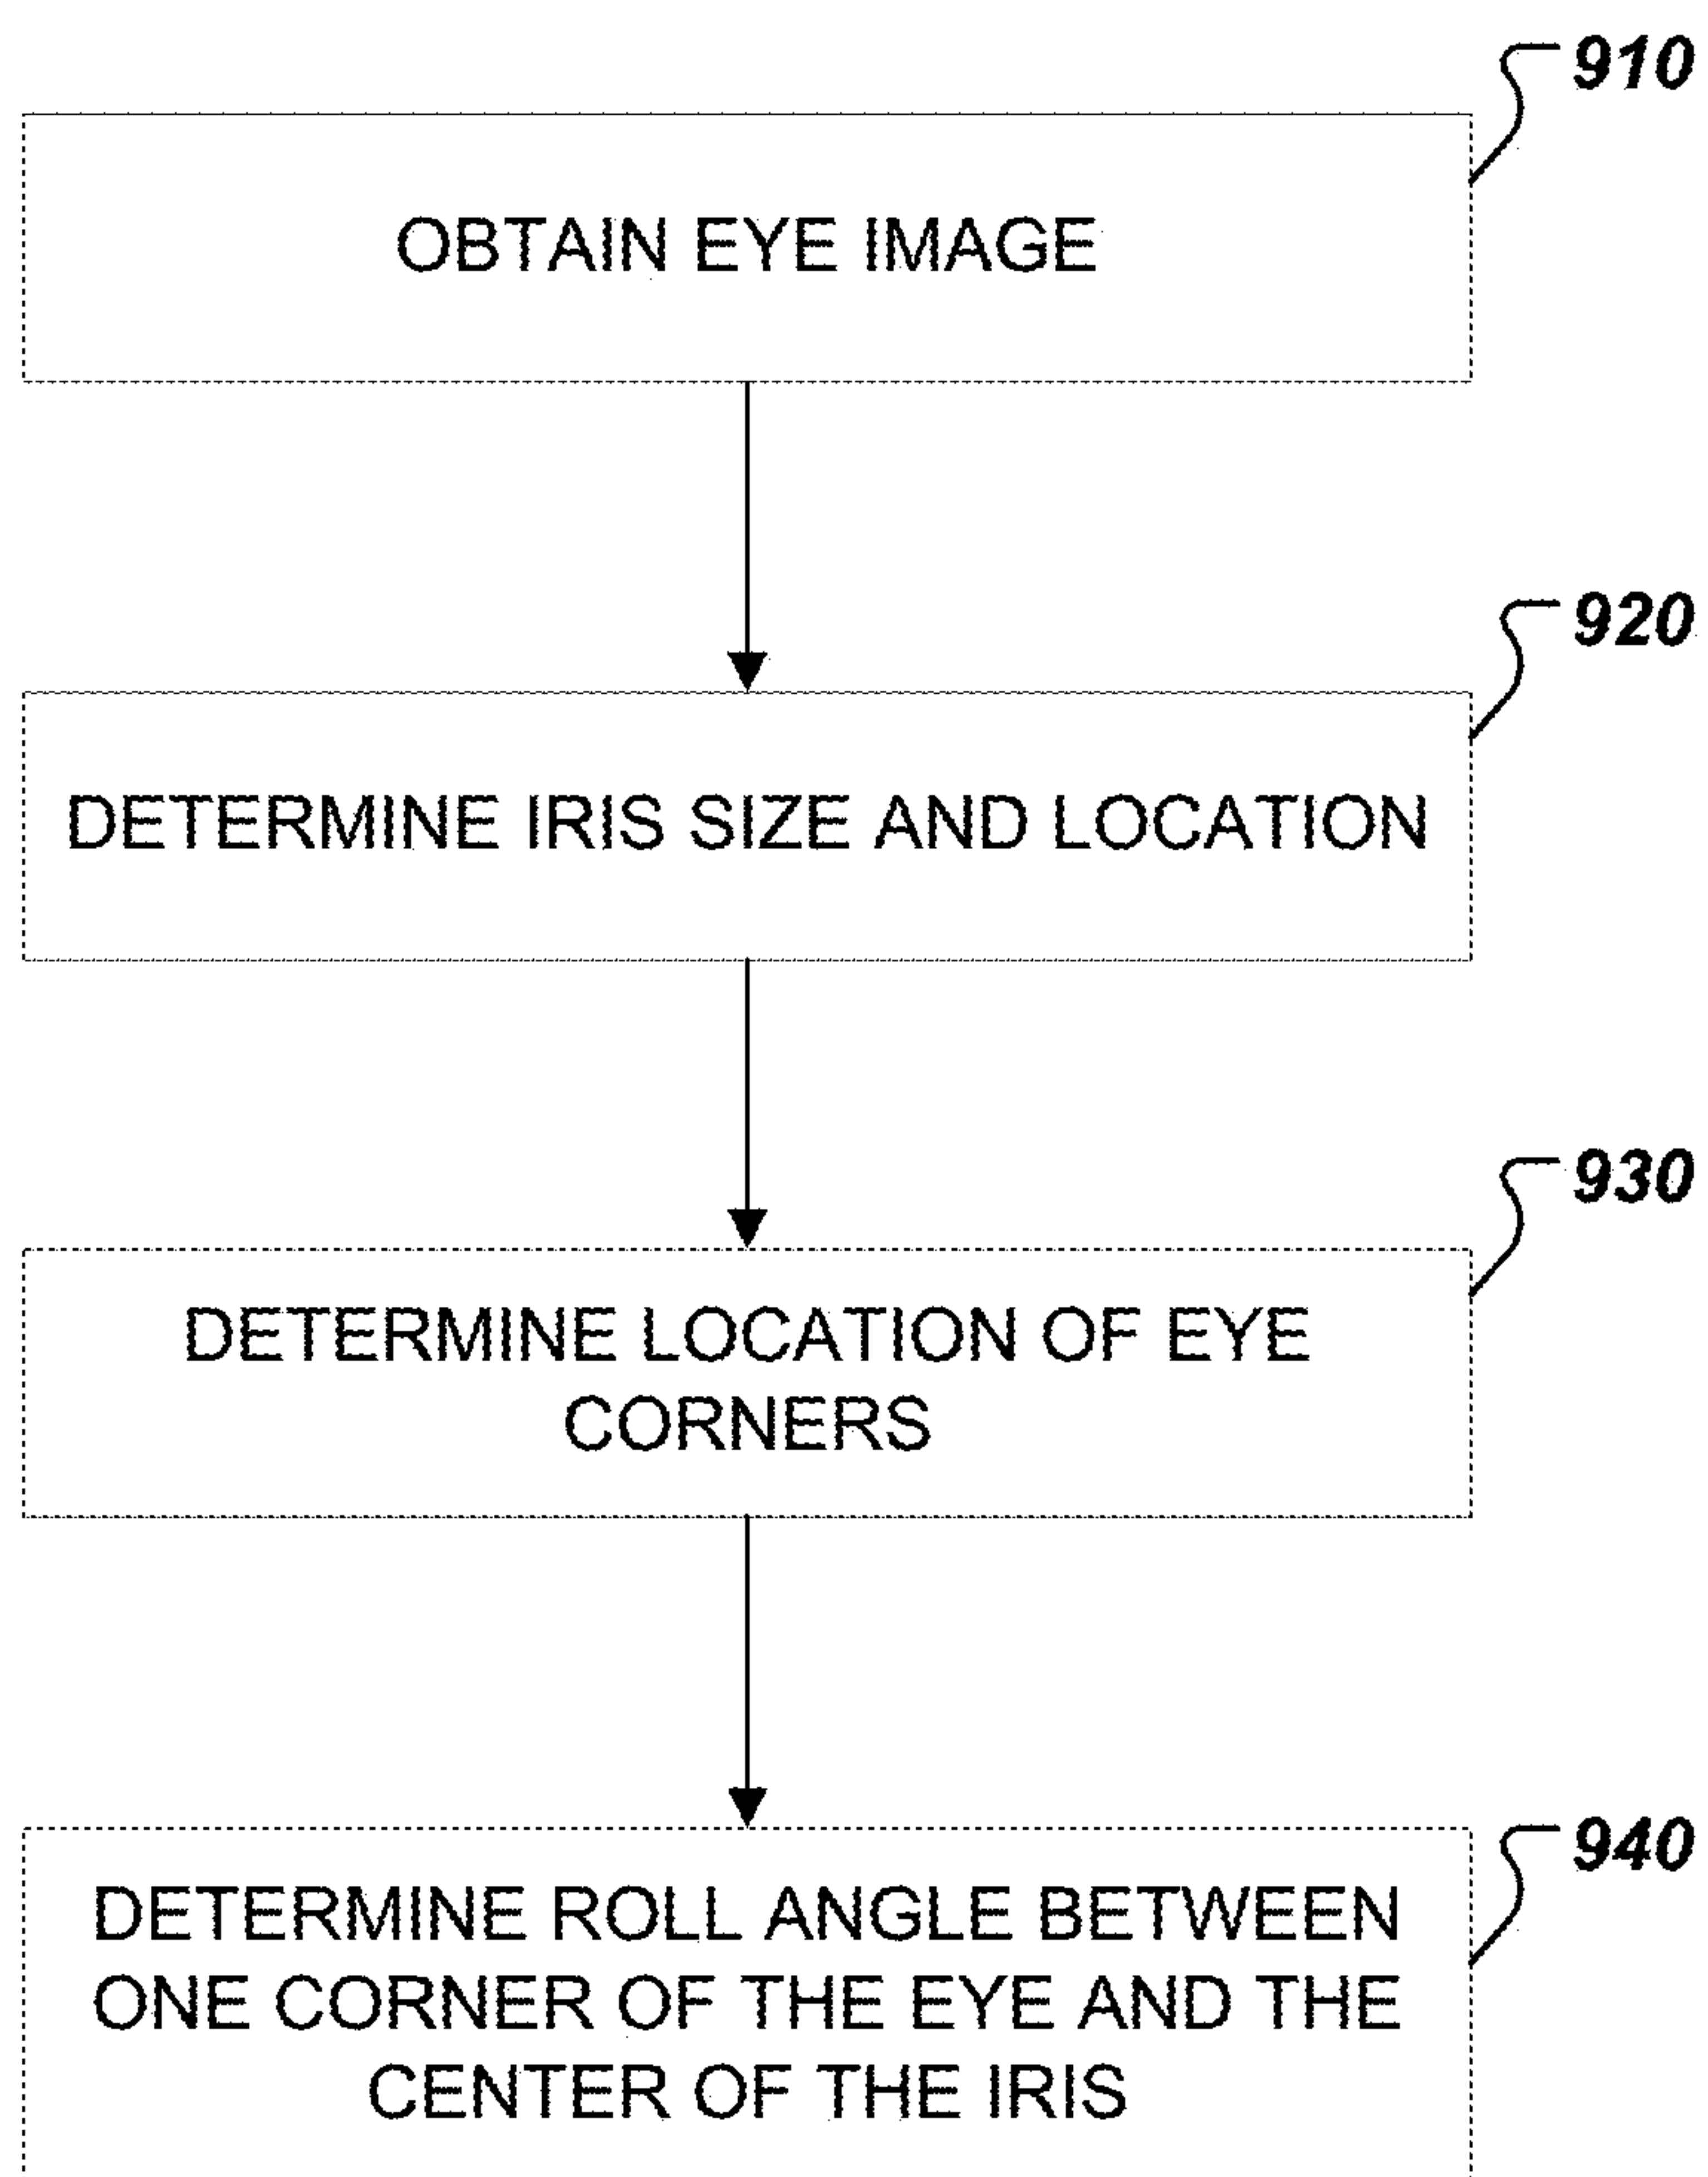 910
OBTAIN EYE IMAGE
920
DETERMINE IRIS SIZE AND LOCATION
930
DETERMINE LOCATION OF EYE
CORNERS
940
DETERMINE ROLL ANGLE BETWEEN
ONE CORNER OF THE EYE AND THE
CENTER OF THE IRIS